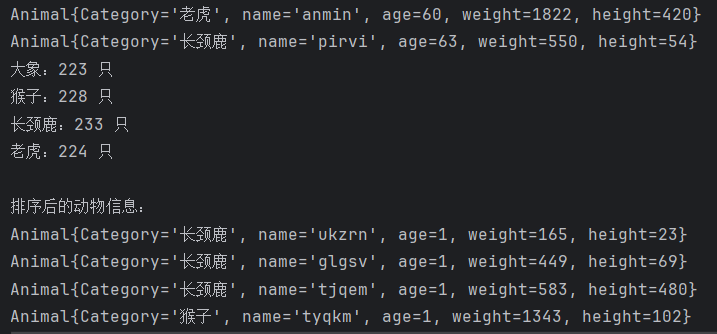 Animal{Category='老虎', name='anmin', age=60, weight=1822, height=420}
Animal{Category='长颈鹿', name='pirvi', age=63, weight=550, height=54}
大象：223 只
猴子：228 只
长颈鹿：233 只
老虎：224 只
排序后的动物信息：
Animal{Category='长颈鹿', name='ukzrn', age=1, weight=165, height=23}
Animal{Category='长颈鹿', name='glgsv', age=1, weight=449, height=69}
Animal{Category='长颈鹿', name='tjqem', age=1, weight=583, height=480}
Animal{Category='猴子', name='tyqkm', age=1, weight=1343, height=102}